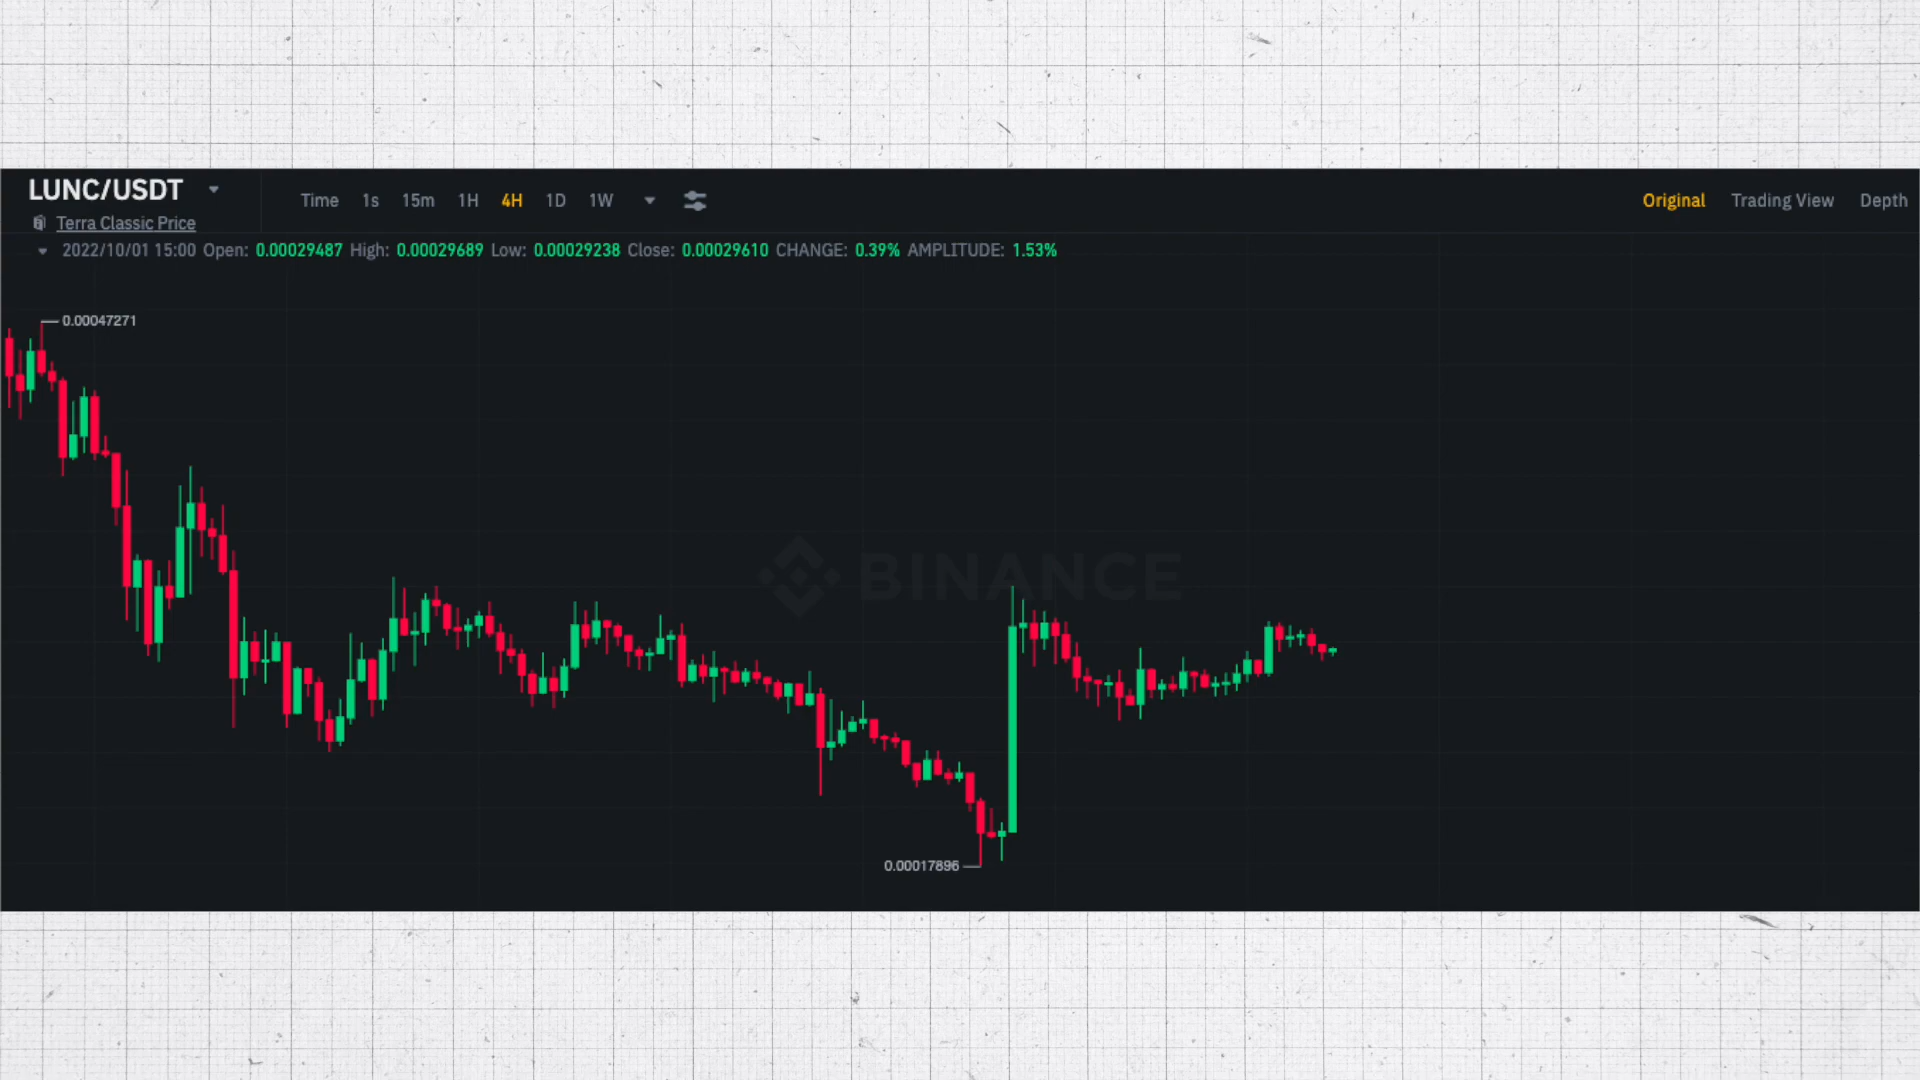 LUNC/USDT
Terra Classic Price
Time 1s 15m 1H 4H 1D 1W
Original Trading View Depth
2022/10/01 15:00 Open: 0.00029487 High: 0.00029689 Low: 0.00029238 Close: 0.00029610 CHANGE: 0.39% AMPLITUDE: 1.53%
0.00047271
BINANCE
0.00017896